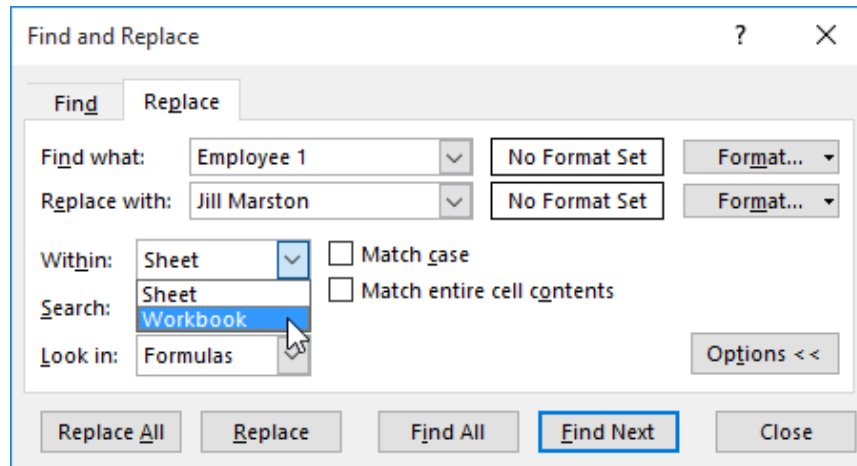 Find and Replace ?
Find Replace
Find what: Employee 1 No Format Set Format...
Replace with: Jill Marston No Format Set Format...
Within: Sheet Match case
Sheet Match entire cell contents
Search: Workbook
Look in: Formulas Options <<
Replace All Replace Find All Find Next Close